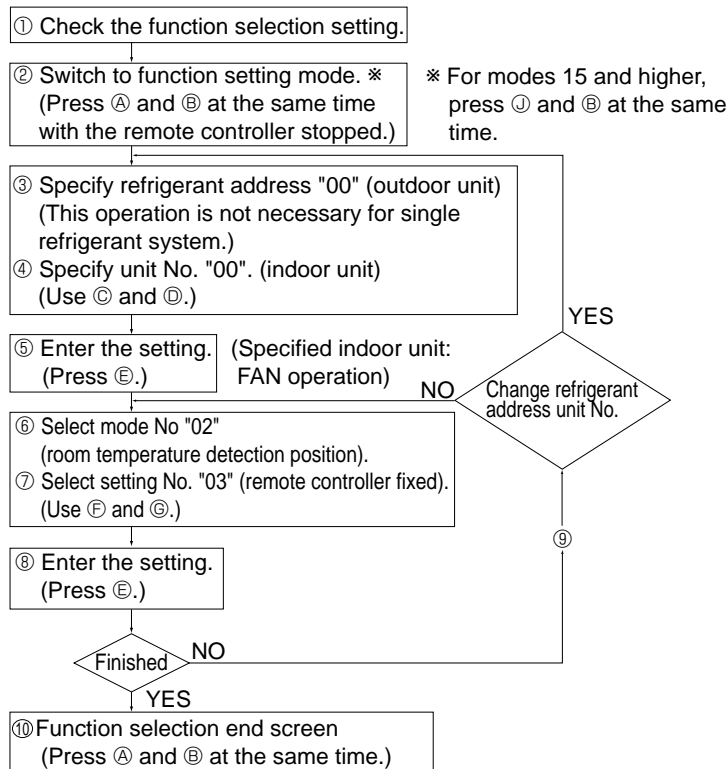 ① Check the function selection setting.
② Switch to function setting mode. ※
(Press Ⓐ and Ⓑ at the same time
with the remote controller stopped.)
※ For modes 15 and higher,
press Ⓙ and Ⓑ at the same
time.
③ Specify refrigerant address "00" (outdoor unit)
(This operation is not necessary for single
refrigerant system.)
④ Specify unit No. "00". (indoor unit)
(Use Ⓒ and Ⓓ.)
YES
⑤ Enter the setting.
(Press Ⓔ.)
(Specified indoor unit:
FAN operation)
NO
Change refrigerant
address unit No.
⑥ Select mode No "02"
(room temperature detection position).
⑦ Select setting No. "03" (remote controller fixed).
(Use Ⓕ and Ⓖ.)
⑨
⑧ Enter the setting.
(Press Ⓔ.)
Finished
NO
YES
⑩ Function selection end screen
(Press Ⓐ and Ⓑ at the same time.)